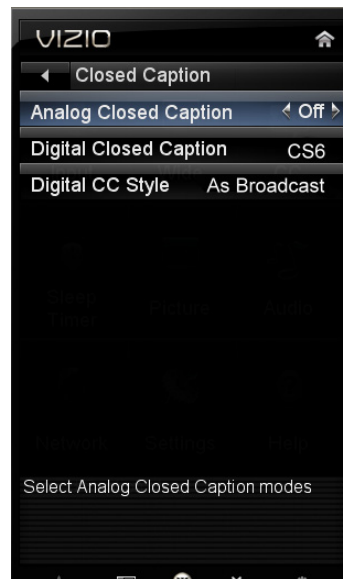 VIZIO
Closed Caption
Analog Closed Caption Off
Digital Closed Caption CS6
Digital CC Style As Broadcast
Sleep Timer
Picture
Audio
Network
Settings
Help
Select Analog Closed Caption modes